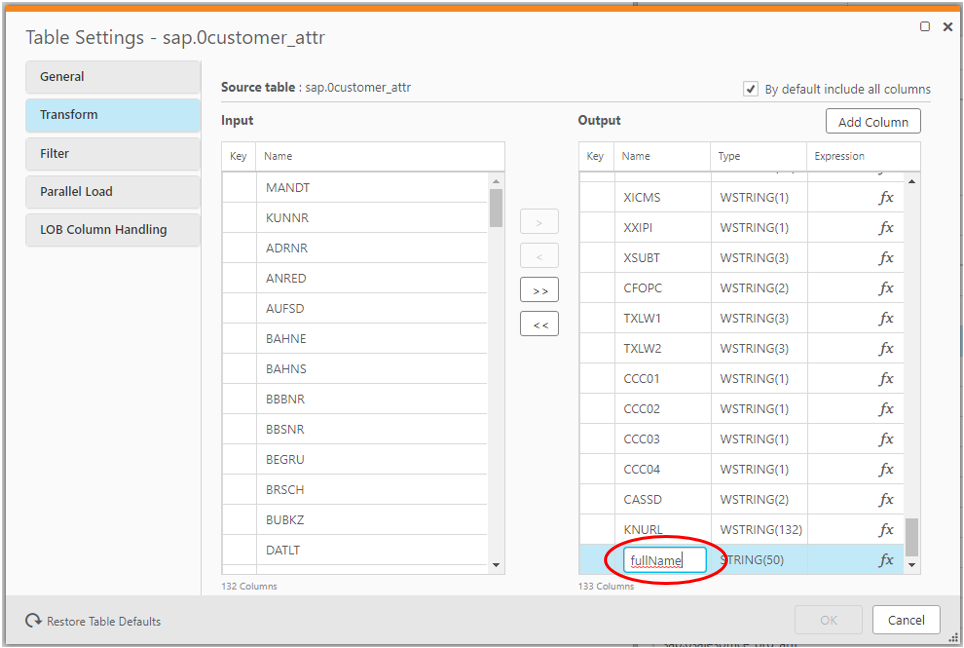 Table Settings - sap.0customer_attr
General
Transform
Filter
Parallel Load
LOB Column Handling
Source table : sap.0customer_attr
By default include all columns
Input
Output
Add Column
Key Name
MANDT
KUNNR
ADRNR
ANRED
AUFSD
BAHNE
BAHNS
BBBNR
BBSNR
BEGRU
BRSCH
BUBKZ
DATLT
132 Columns
>
<
>>
<<
Key Name Type Expression
XICMS WSTRING(1) fx
XXIPI WSTRING(1) fx
XSUBT WSTRING(3) fx
CFOPC WSTRING(2) fx
TXLW1 WSTRING(3) fx
TXLW2 WSTRING(3) fx
CCC01 WSTRING(1) fx
CCC02 WSTRING(1) fx
CCC03 WSTRING(1) fx
CCC04 WSTRING(1) fx
CASSD WSTRING(2) fx
KNURL WSTRING(132) fx
fullName STRING(50) fx
133 Columns
Restore Table Defaults
OK
Cancel